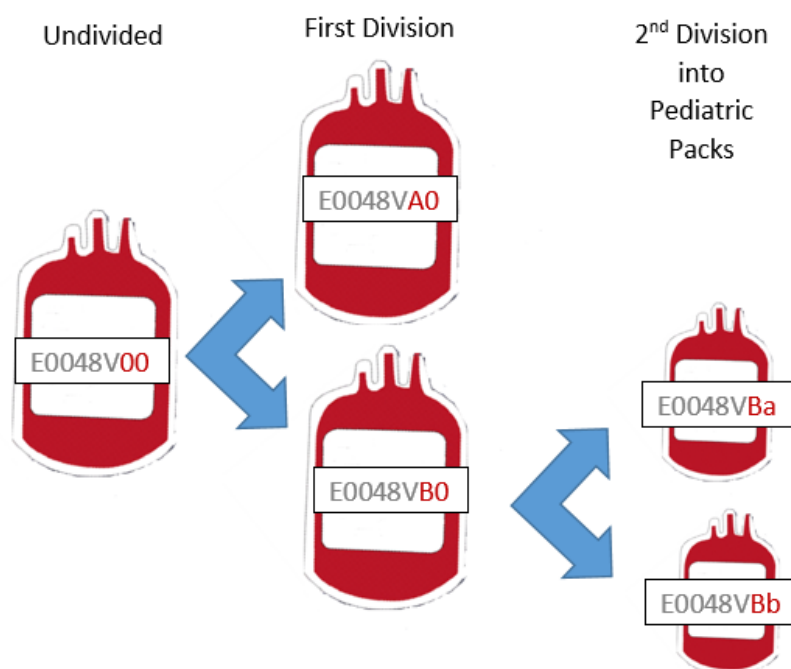 Undivided
First Division
2nd Division
into
Pediatric
Packs
E0048VA0
E0048V00
E0048VB0
E0048VBa
E0048VBb